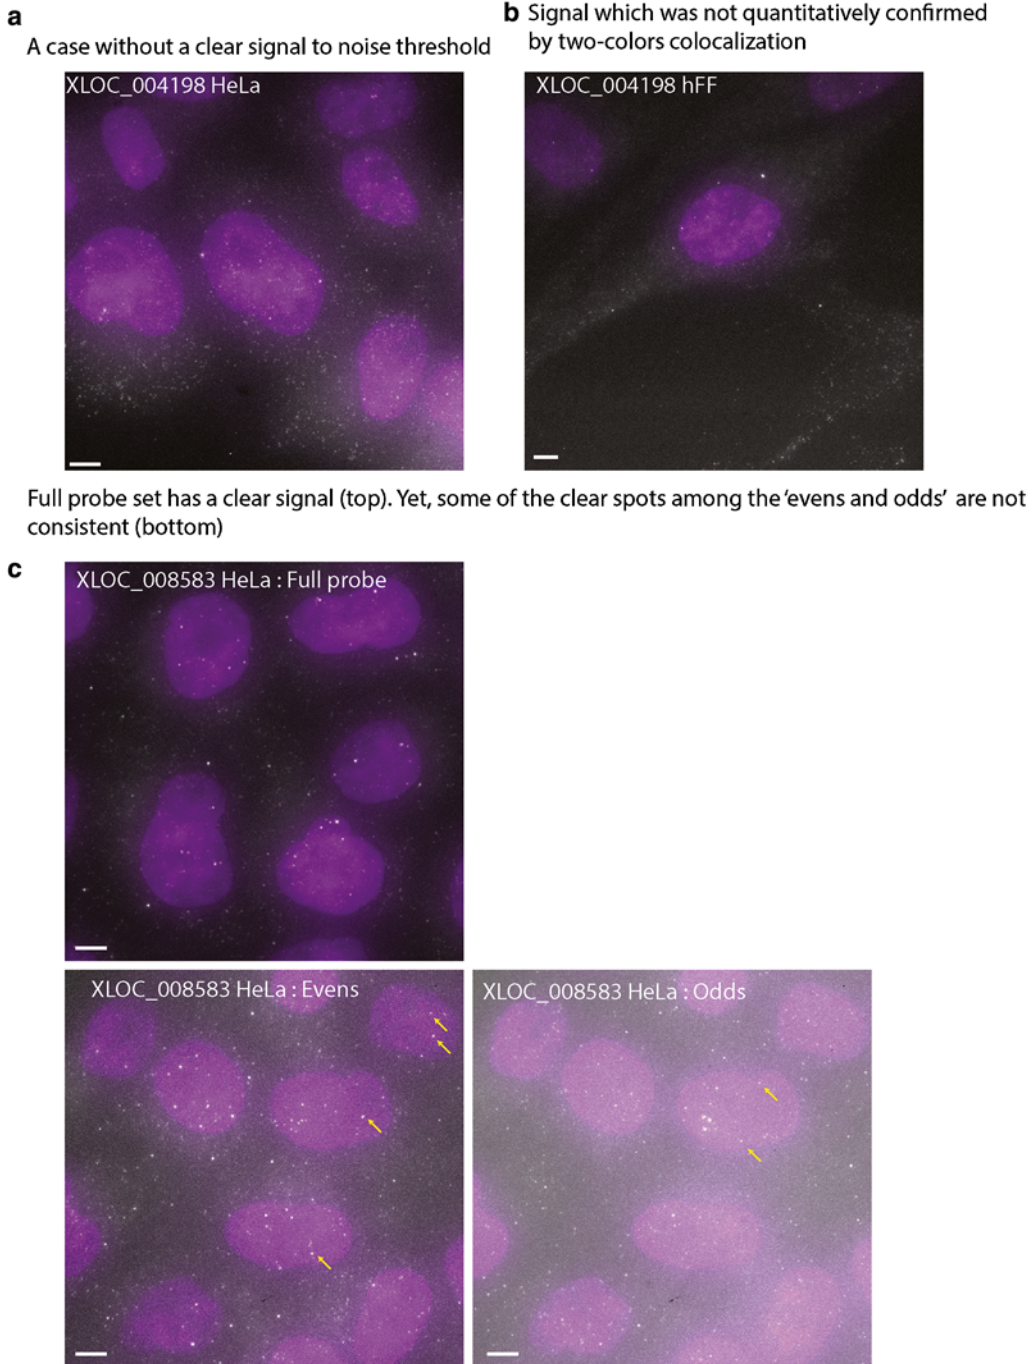 a
A case without a clear signal to noise threshold
b Signal which was not quantitatively confirmed
by two-colors colocalization
XLOC_004198 HeLa
XLOC_004198 hFF
Full probe set has a clear signal (top). Yet, some of the clear spots among the ‘evens and odds’ are not
consistent (bottom)
c
XLOC_008583 HeLa : Full probe
XLOC_008583 HeLa : Evens
XLOC_008583 HeLa : Odds